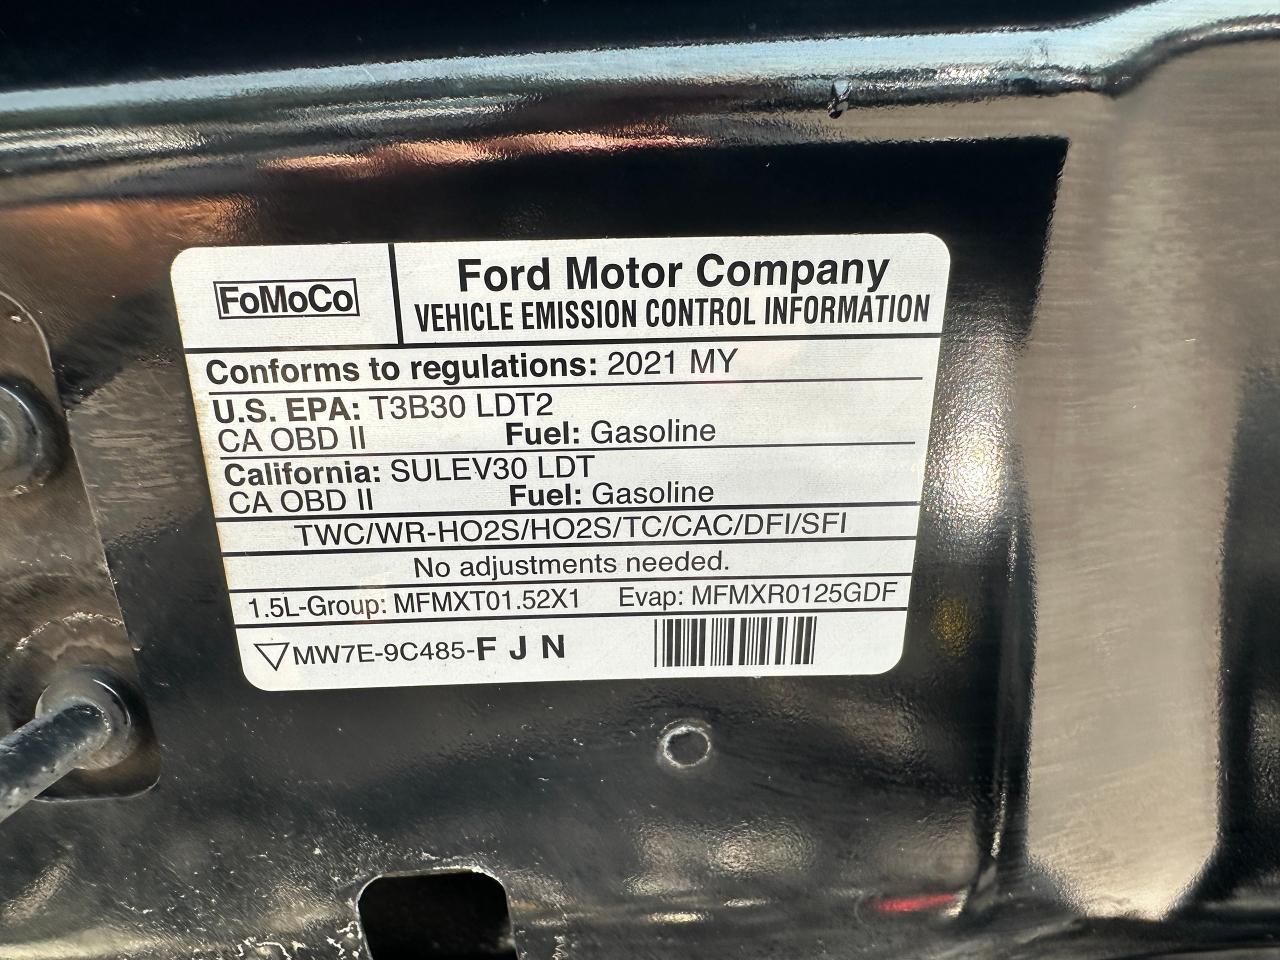 FoMoCo
Ford Motor Company
VEHICLE EMISSION CONTROL INFORMATION
Conforms to regulations: 2021 MY
U.S. EPA: T3B30 LDT2
CA OBD II Fuel: Gasoline
California: SULEV30 LDT
CA OBD II Fuel: Gasoline
TWC/WR-HO2S/HO2S/TC/CAC/DFI/SFI
No adjustments needed.
1.5L-Group: MFMXT01.52X1 Evap: MFMXR0125GDF
MW7E-9C485-F J N